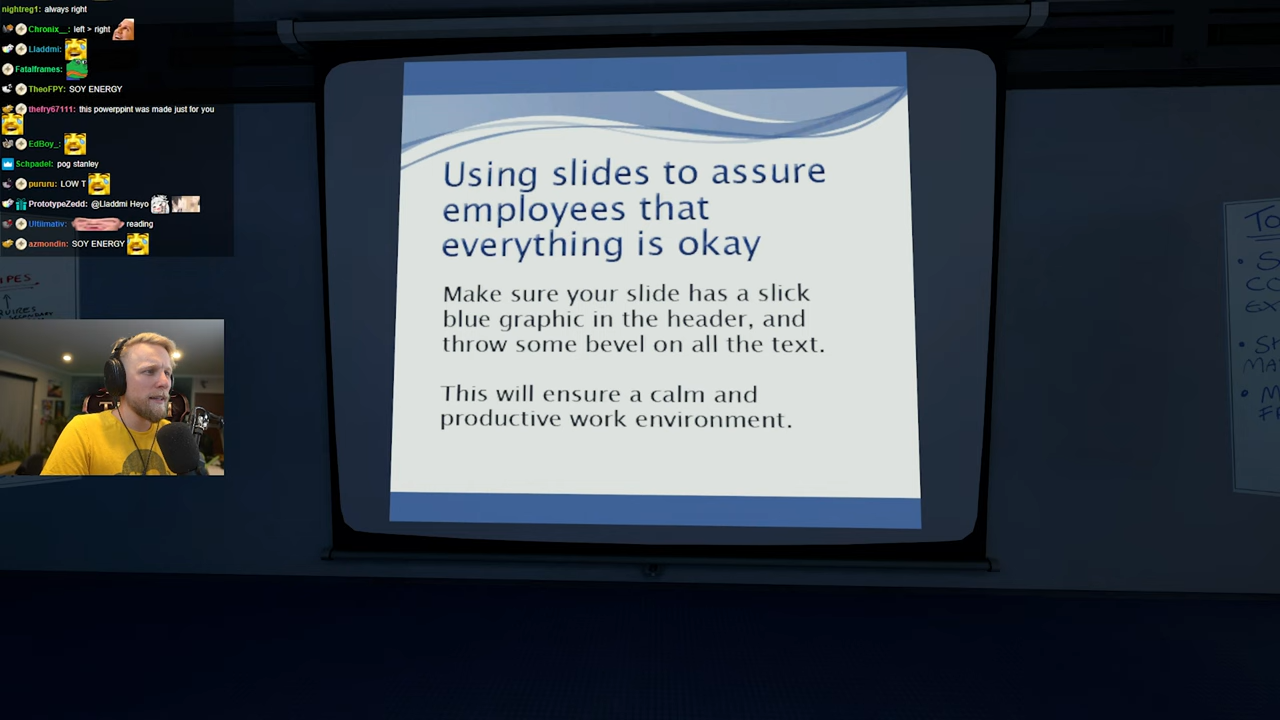 nightreg1: always right
Chronix__: left > right
Lladdmi:
Fatalframes:
TheoFPY: SOY ENERGY
thefry67111: this powerppint was made just for you
EdBoy_:
Schpadel: pog stanley
pururu: LOW T
PrototypeZedd: @Lladdmi Heyo
Ultiimativ: reading
azmondin: SOY ENERGY
Using slides to assure
employees that
everything is okay
Make sure your slide has a slick
blue graphic in the header, and
throw some bevel on all the text.
This will ensure a calm and
productive work environment.